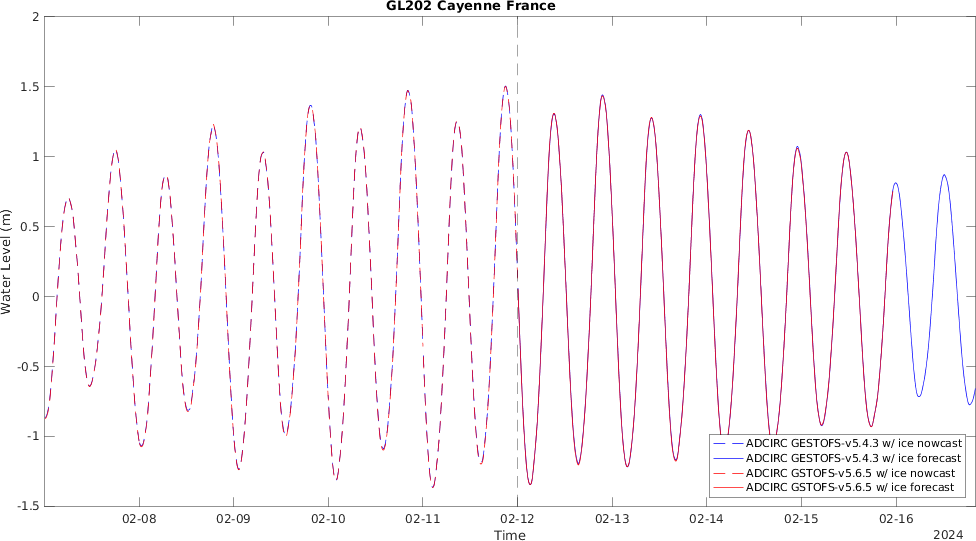 GL202 Cayenne France
2
1.5
1
0.5
0
-0.5
-1
-1.5
Water Level (m)
ADCIRC GESTOFS-v5.4.3 w/ ice nowcast
ADCIRC GESTOFS-v5.4.3 w/ ice forecast
ADCIRC GSTOFS-v5.6.5 w/ ice nowcast
ADCIRC GSTOFS-v5.6.5 w/ ice forecast
02-08 02-09 02-10 02-11 02-12 02-13 02-14 02-15 02-16
Time
2024